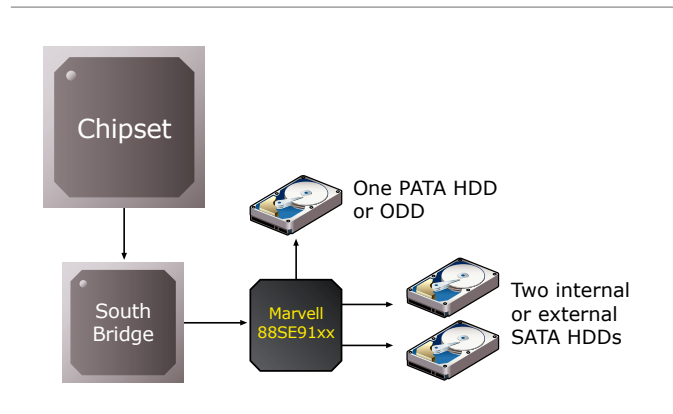 Chipset
One PATA HDD
or ODD
South
Bridge
Marvell
88SE91xx
Two internal
or external
SATA HDDs